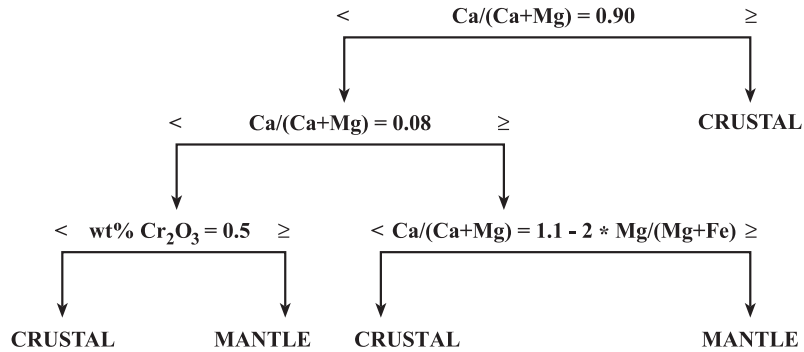 < Ca/(Ca+Mg) = 0.90 ≥
CRUSTAL
< Ca/(Ca+Mg) = 0.08 ≥
< wt% Cr₂O₃ = 0.5 ≥
< Ca/(Ca+Mg) = 1.1 - 2 * Mg/(Mg+Fe) ≥
CRUSTAL
MANTLE
CRUSTAL
MANTLE